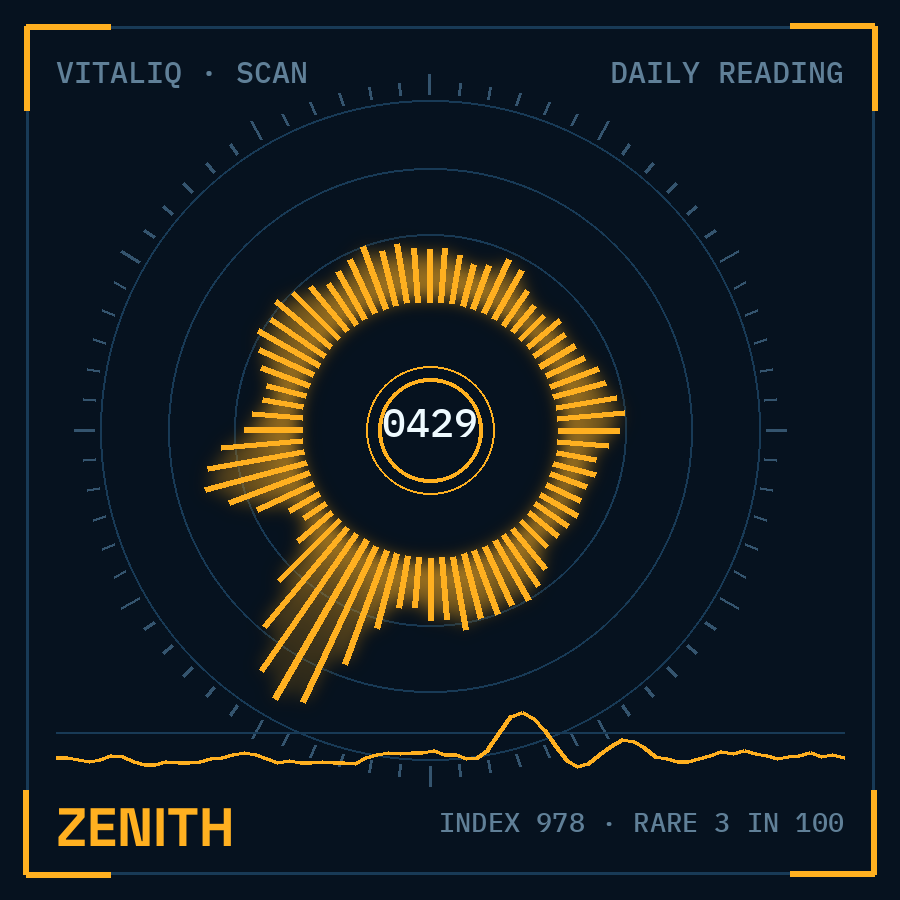 VITALIQ · SCAN
DAILY READING
0429
ZENITH
INDEX 978 · RARE 3 IN 100